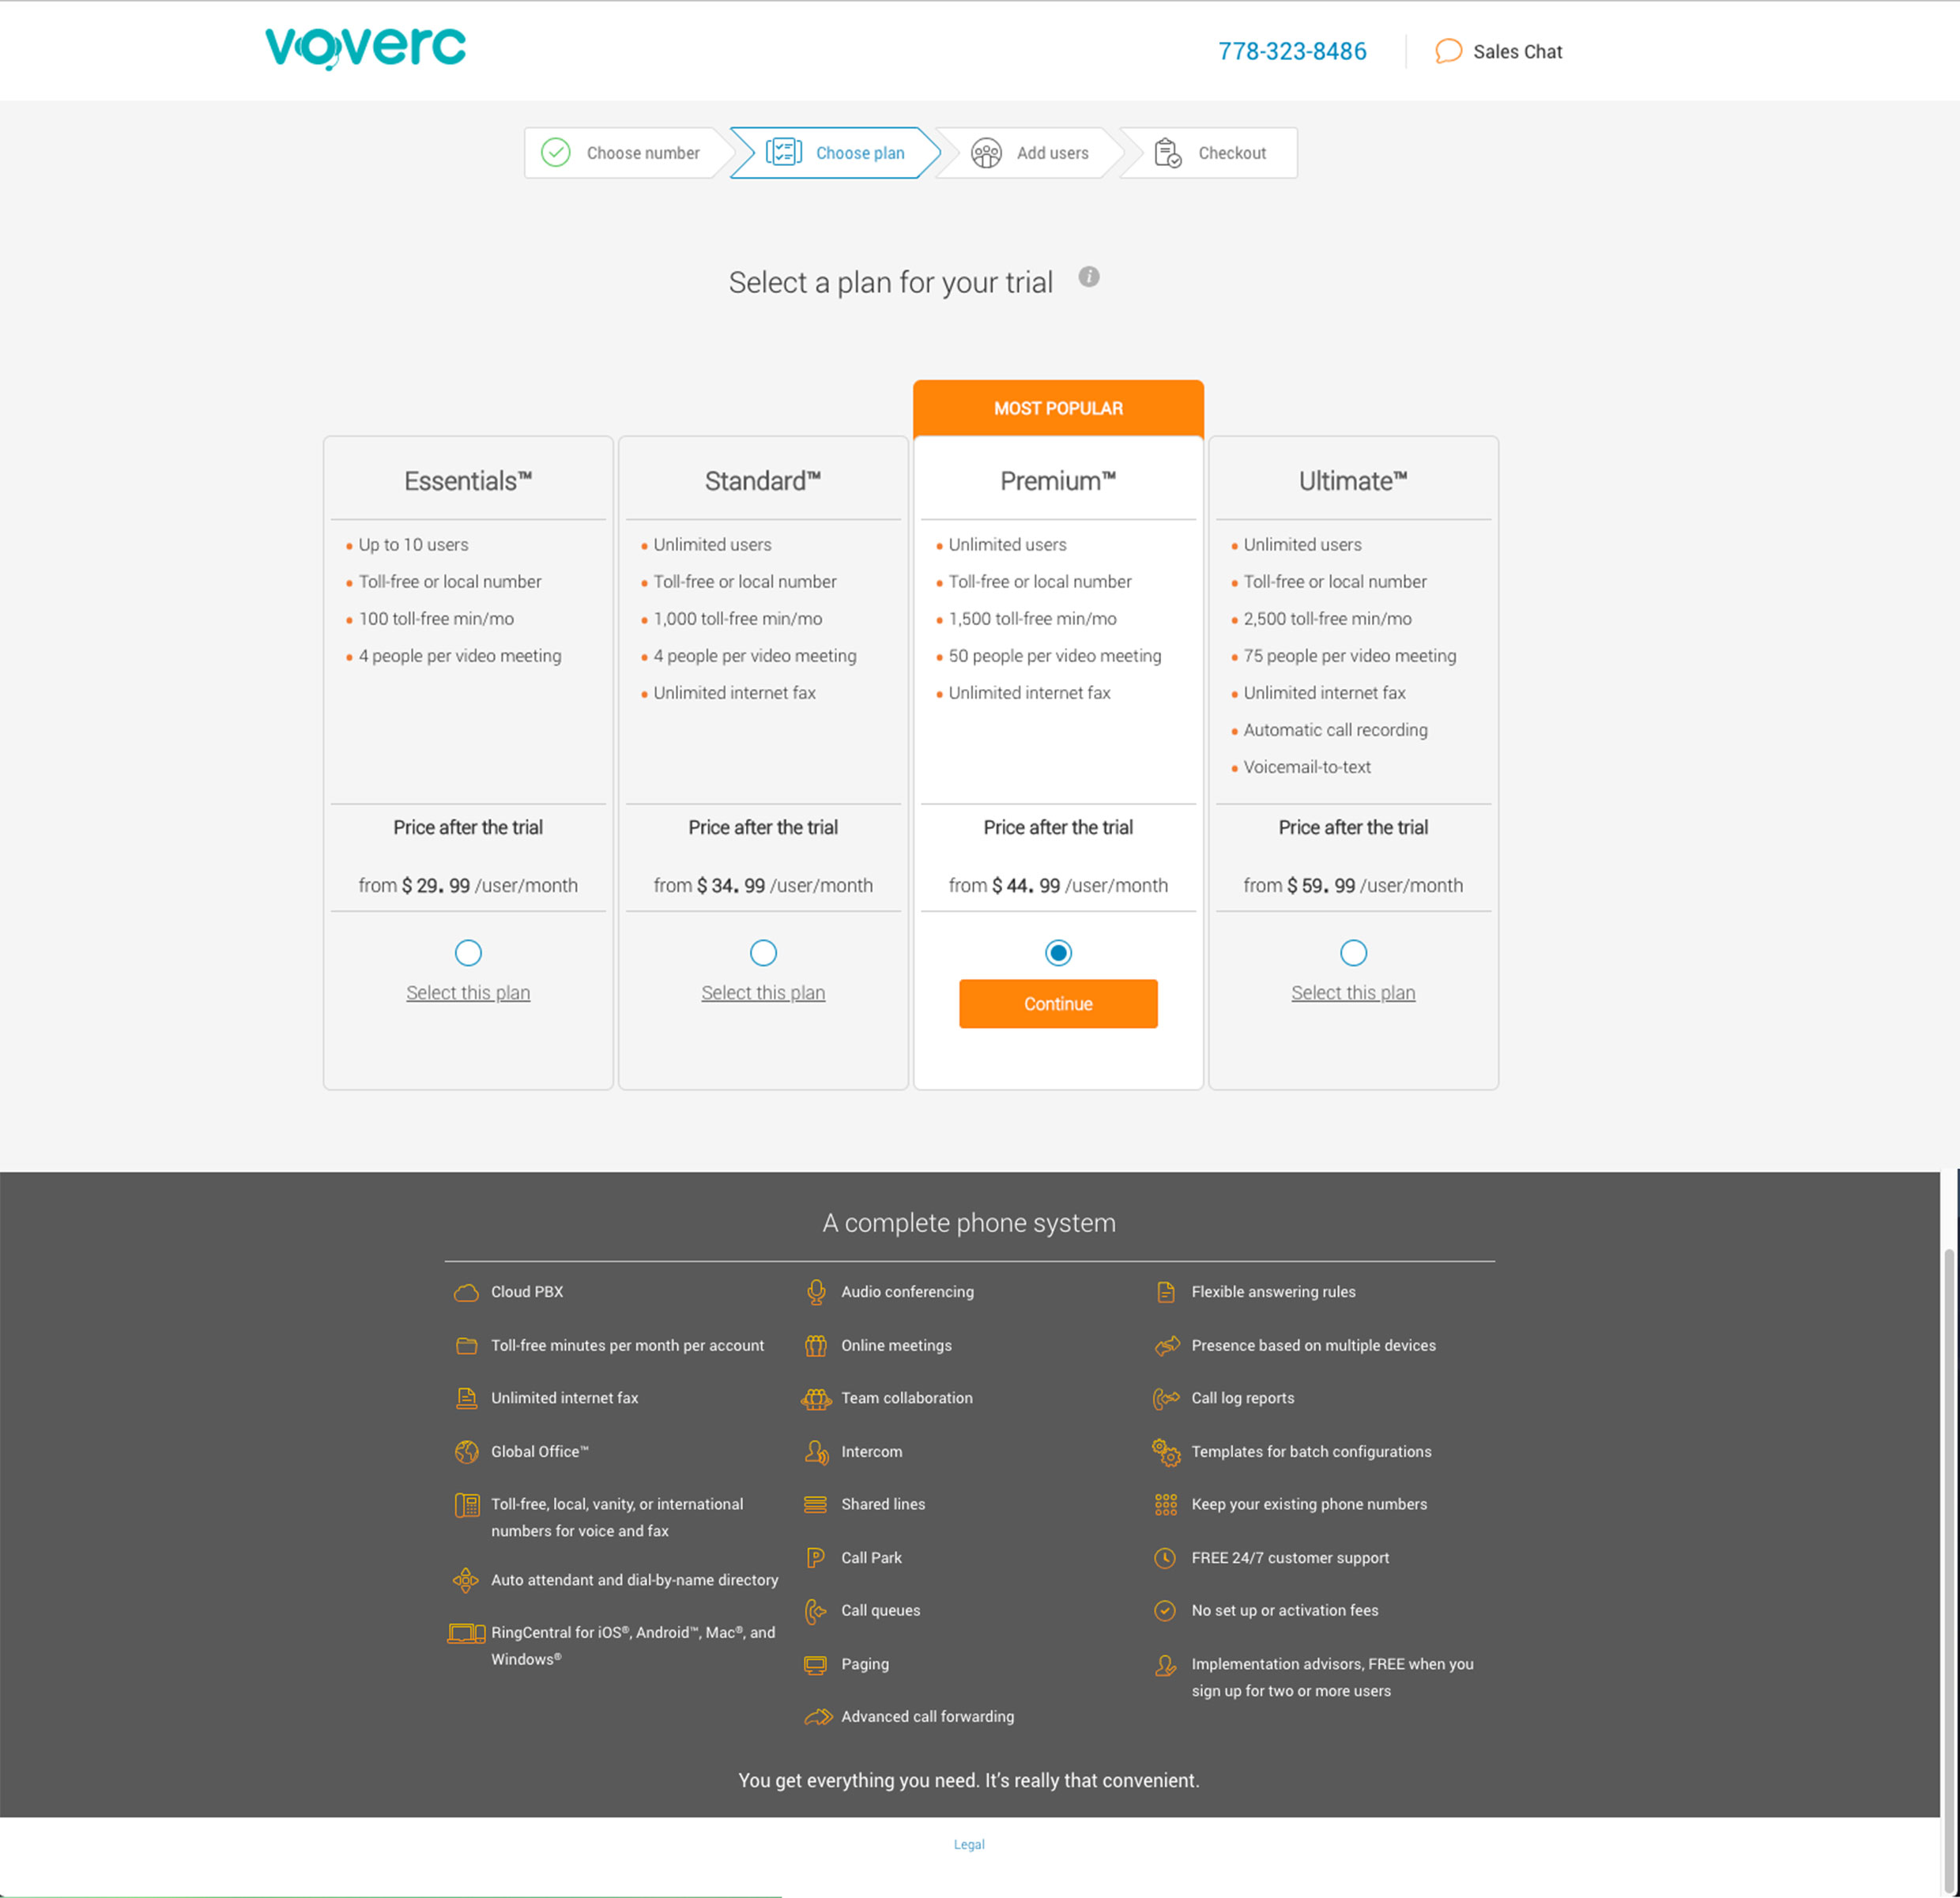 voverc
778-323-8486
Sales Chat
Choose number
Choose plan
Add users
Checkout
Select a plan for your trial
i
MOST POPULAR
Essentials™
• Up to 10 users
• Toll-free or local number
• 100 toll-free min/mo
• 4 people per video meeting
Price after the trial
from $ 29. 99 /user/month
Select this plan
Standard™
• Unlimited users
• Toll-free or local number
• 1,000 toll-free min/mo
• 4 people per video meeting
• Unlimited internet fax
Price after the trial
from $ 34. 99 /user/month
Select this plan
Premium™
• Unlimited users
• Toll-free or local number
• 1,500 toll-free min/mo
• 50 people per video meeting
• Unlimited internet fax
Price after the trial
from $ 44. 99 /user/month
Continue
Ultimate™
• Unlimited users
• Toll-free or local number
• 2,500 toll-free min/mo
• 75 people per video meeting
• Unlimited internet fax
• Automatic call recording
• Voicemail-to-text
Price after the trial
from $ 59. 99 /user/month
Select this plan
A complete phone system
Cloud PBX
Toll-free minutes per month per account
Unlimited internet fax
Global Office™
Toll-free, local, vanity, or international
numbers for voice and fax
Auto attendant and dial-by-name directory
RingCentral for iOS®, Android™, Mac®, and
Windows®
Audio conferencing
Online meetings
Team collaboration
Intercom
Shared lines
Call Park
Call queues
Paging
Advanced call forwarding
Flexible answering rules
Presence based on multiple devices
Call log reports
Templates for batch configurations
Keep your existing phone numbers
FREE 24/7 customer support
No set up or activation fees
Implementation advisors, FREE when you
sign up for two or more users
You get everything you need. It's really that convenient.
Legal